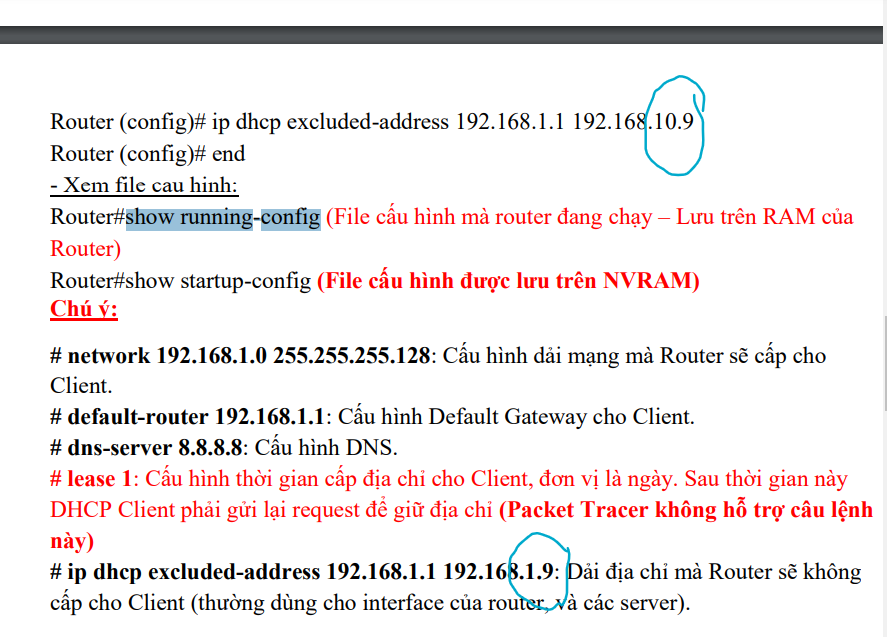 Router (config)# ip dhcp excluded-address 192.168.1.1 192.168.10.9
Router (config)# end
- Xem file cau hinh:
Router#show running-config (File cấu hình mà router đang chạy – Lưu trên RAM của
Router)
Router#show startup-config (File cấu hình được lưu trên NVRAM)
Chú ý:
# network 192.168.1.0 255.255.255.128: Cấu hình dải mạng mà Router sẽ cấp cho
Client.
# default-router 192.168.1.1: Cấu hình Default Gateway cho Client.
# dns-server 8.8.8.8: Cấu hình DNS.
# lease 1: Cấu hình thời gian cấp địa chỉ cho Client, đơn vị là ngày. Sau thời gian này
DHCP Client phải gửi lại request để giữ địa chỉ (Packet Tracer không hỗ trợ câu lệnh
này)
# ip dhcp excluded-address 192.168.1.1 192.168.1.9: Dải địa chỉ mà Router sẽ không
cấp cho Client (thường dùng cho interface của router, và các server).